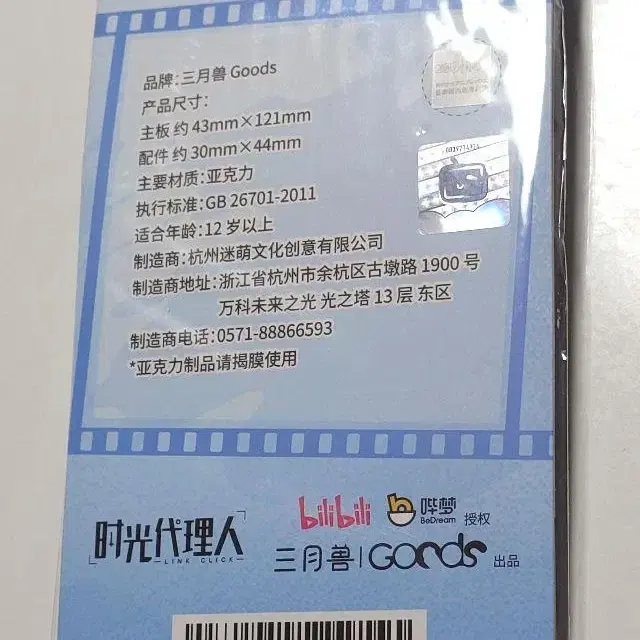 品牌:三月兽 Goods
产品尺寸:
主板 约 43mm×121mm
配件 约 30mm×44mm
主要材质:亚克力
执行标准:GB 26701-2011
适合年龄:12 岁以上
制造商:杭州迷萌文化创意有限公司
制造商地址:浙江省杭州市余杭区古墩路 1900 号
万科未来之光 光之塔 13 层 东区
制造商电话:0571-88866593
*亚克力制品请揭膜使用
时光代理人
LINK CLICK
bilibili
哔梦
BeDream
授权
三月兽|Goods 出品